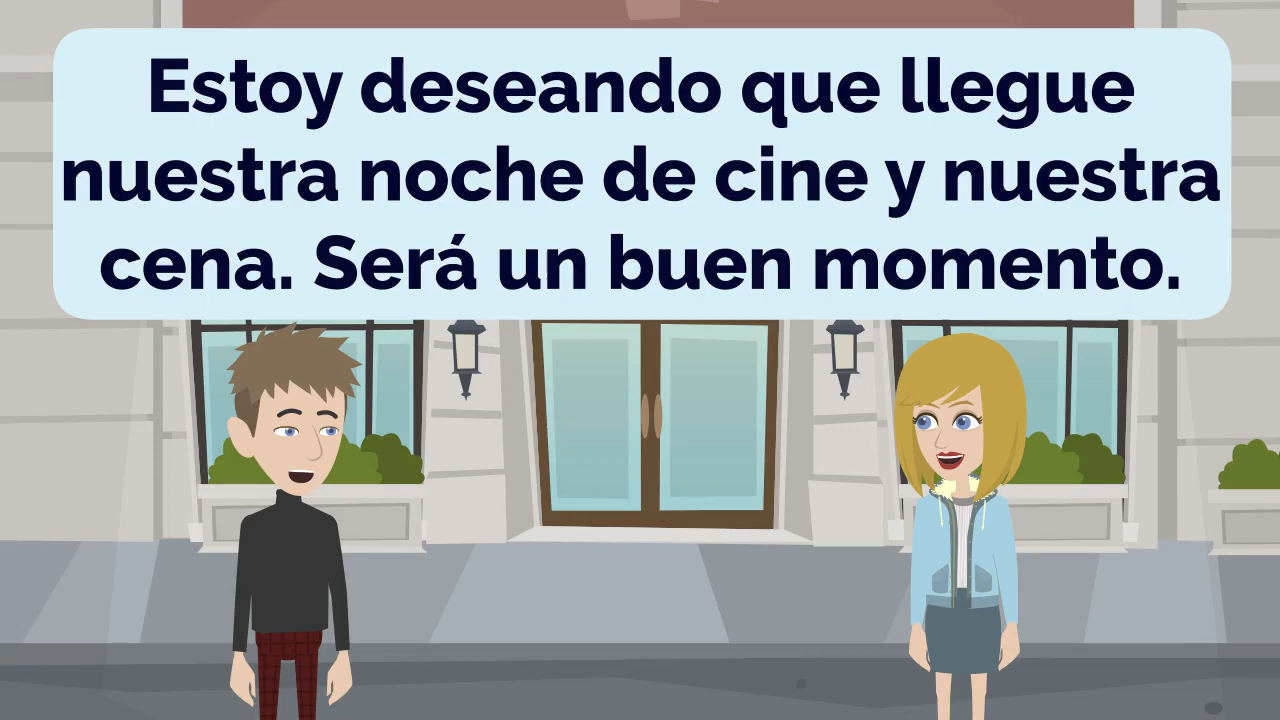 Estoy deseando que llegue
nuestra noche de cine y nuestra
cena. Será un buen momento.